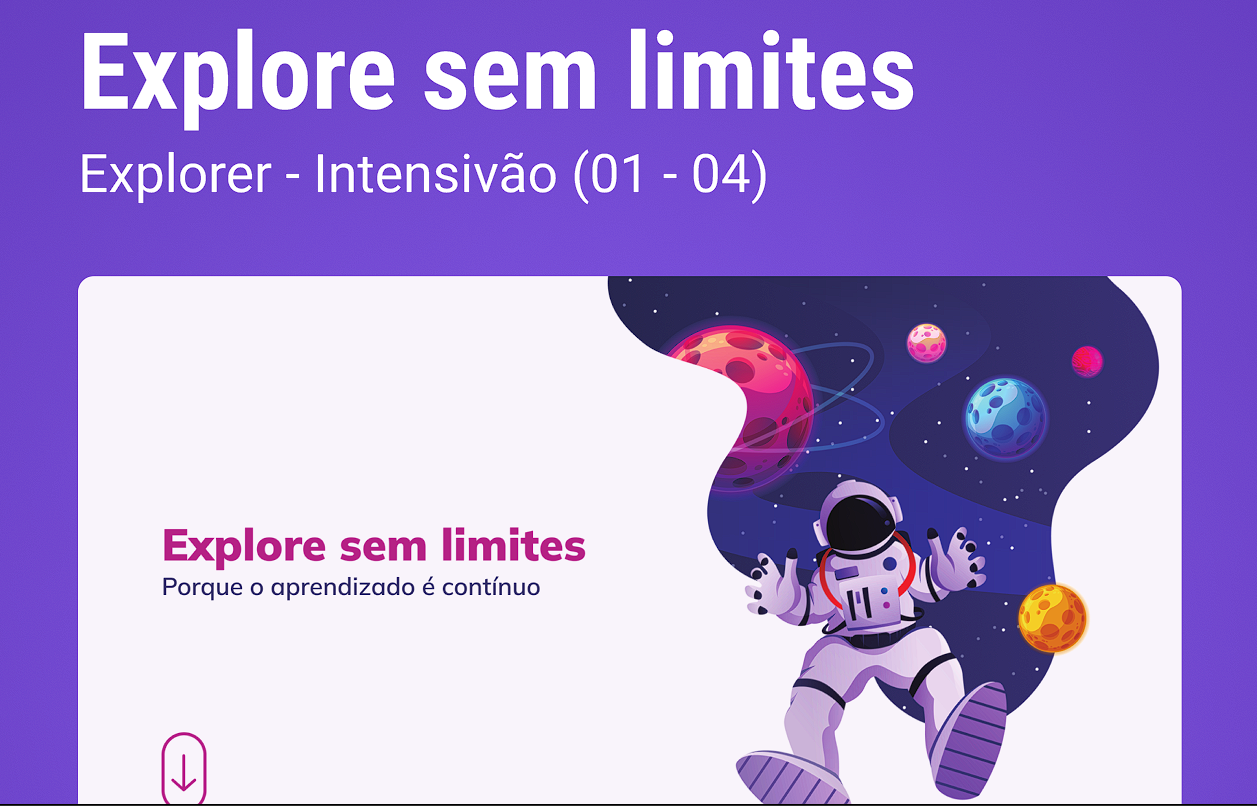 Explore sem limites
Explorer - Intensivão (01 - 04)
Explore sem limites
Porque o aprendizado é contínuo